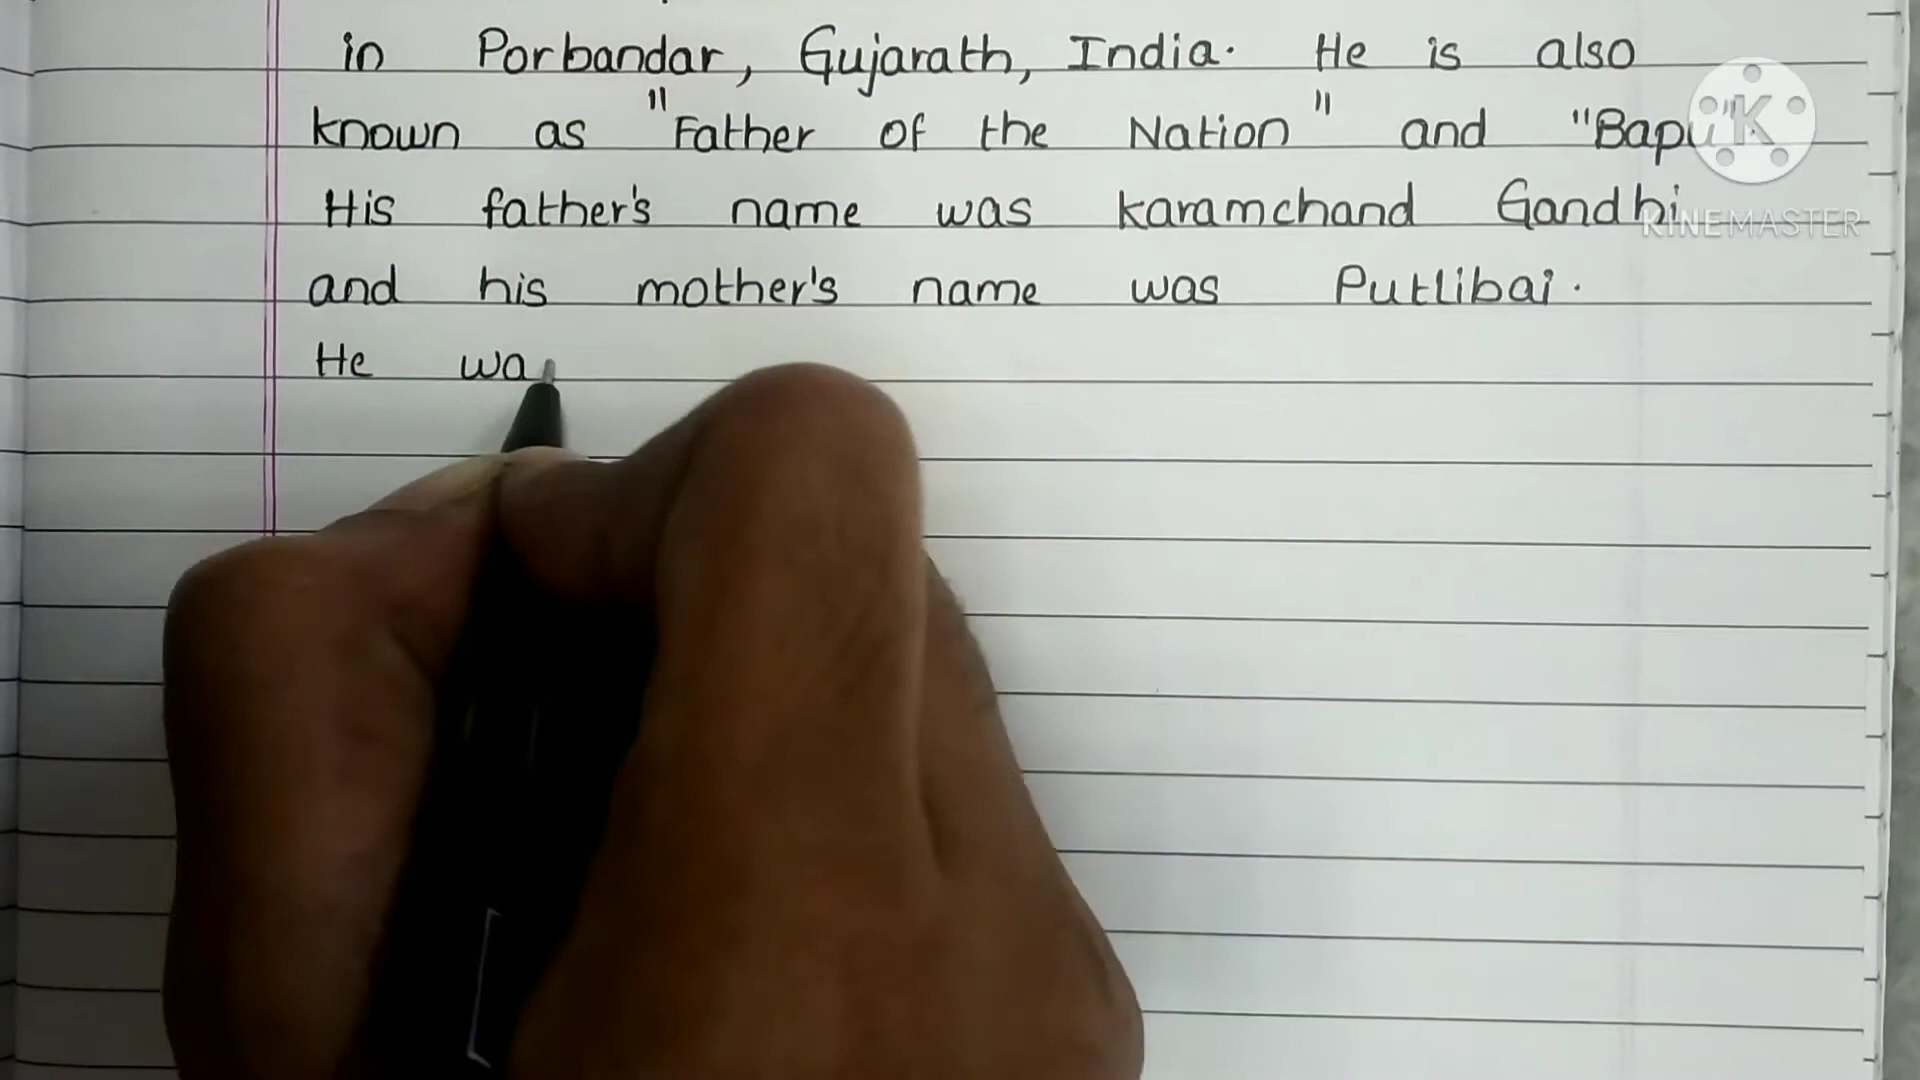 in Porbandar, Gujarath, India. He is also
known as "Father of the Nation" and "Bapu"
His father's name was karamchand Gandhi
and his mother's name was Putlibai.
He wa
K
KINEMASTER